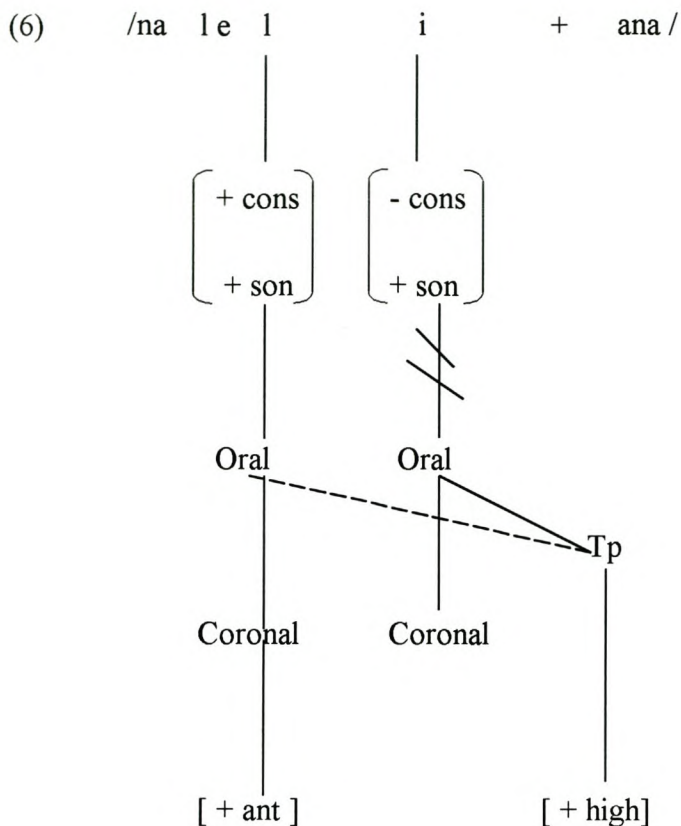 (6) /na l e l i + ana /
+ cons - cons
+ son + son
Oral Oral
Tp
Coronal Coronal
[ + ant ] [ + high]